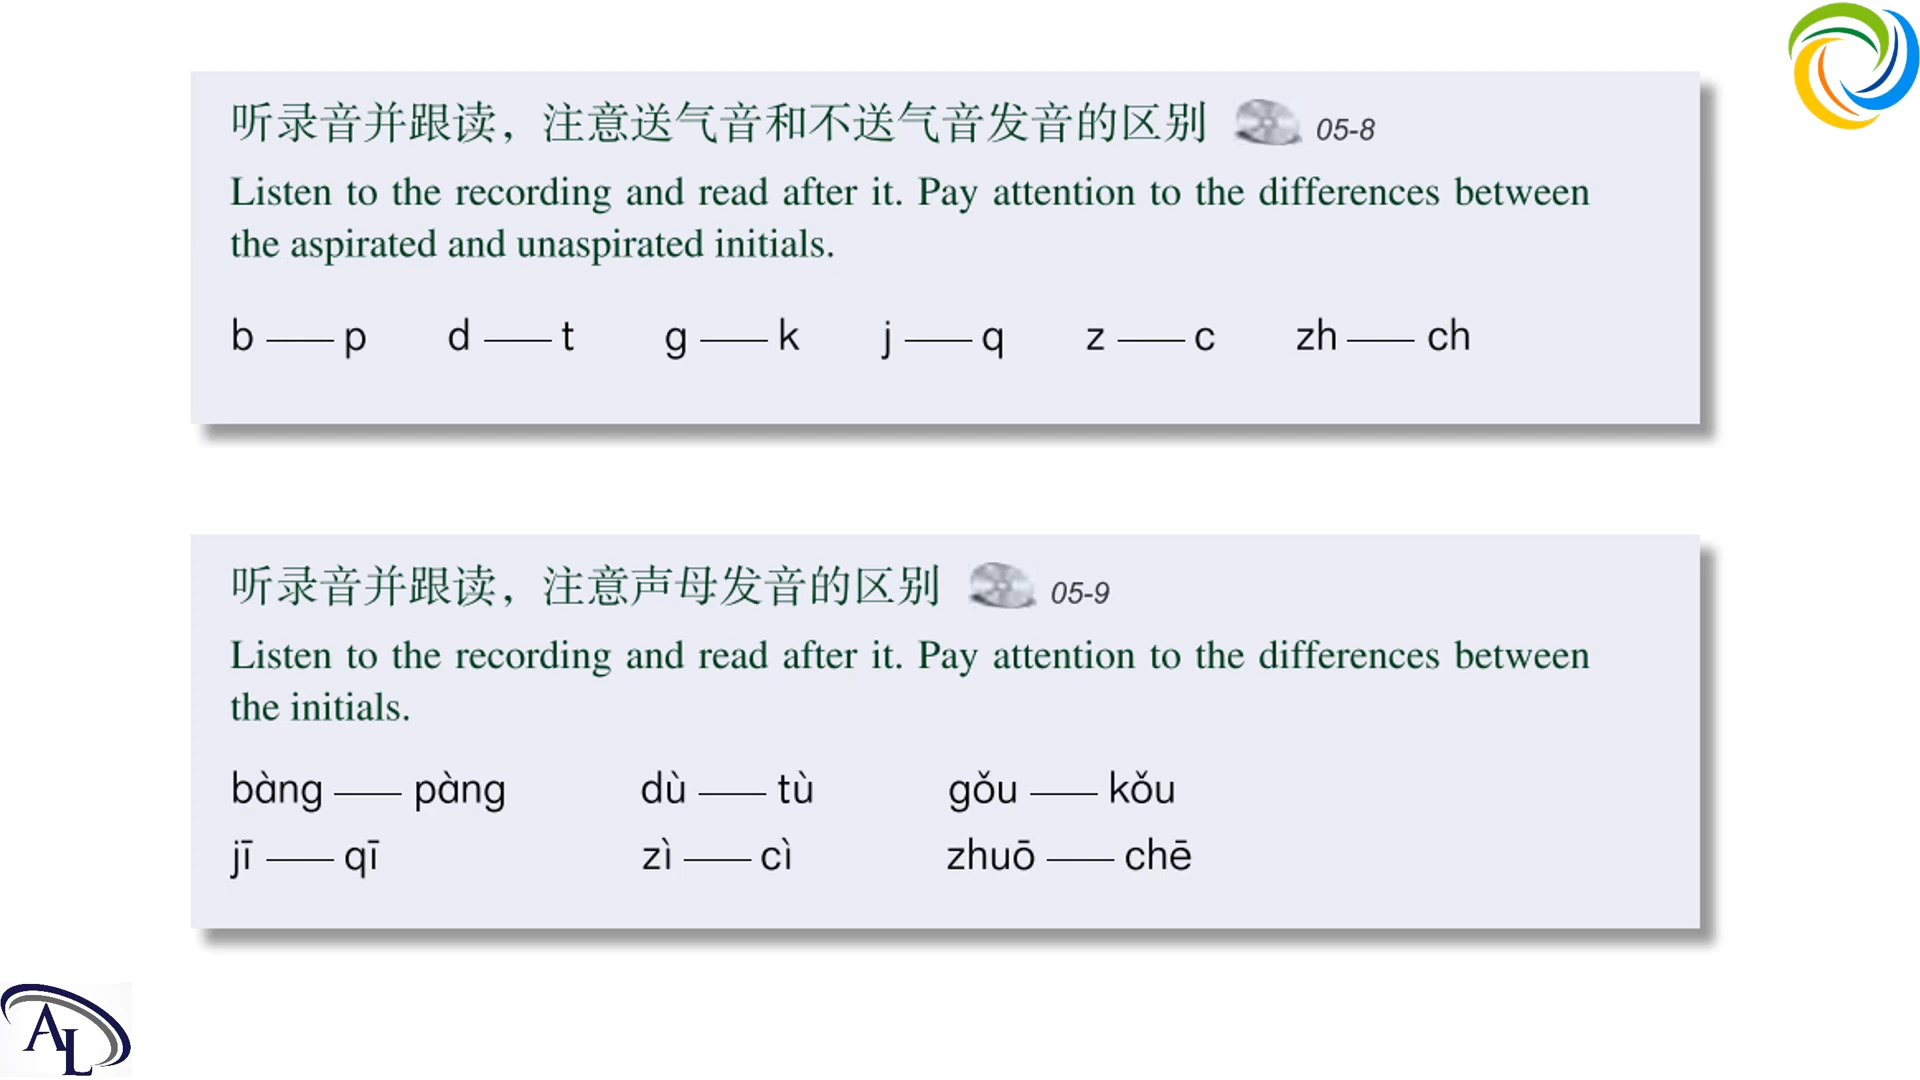 听录音并跟读，注意送气音和不送气音发音的区别 05-8
Listen to the recording and read after it. Pay attention to the differences between
the aspirated and unaspirated initials.
b —— p d —— t g —— k j —— q z —— c zh —— ch
听录音并跟读，注意声母发音的区别 05-9
Listen to the recording and read after it. Pay attention to the differences between
the initials.
bàng —— pàng dù —— tù gǒu —— kǒu
jī —— qī zì —— cì zhuō —— chē
AL